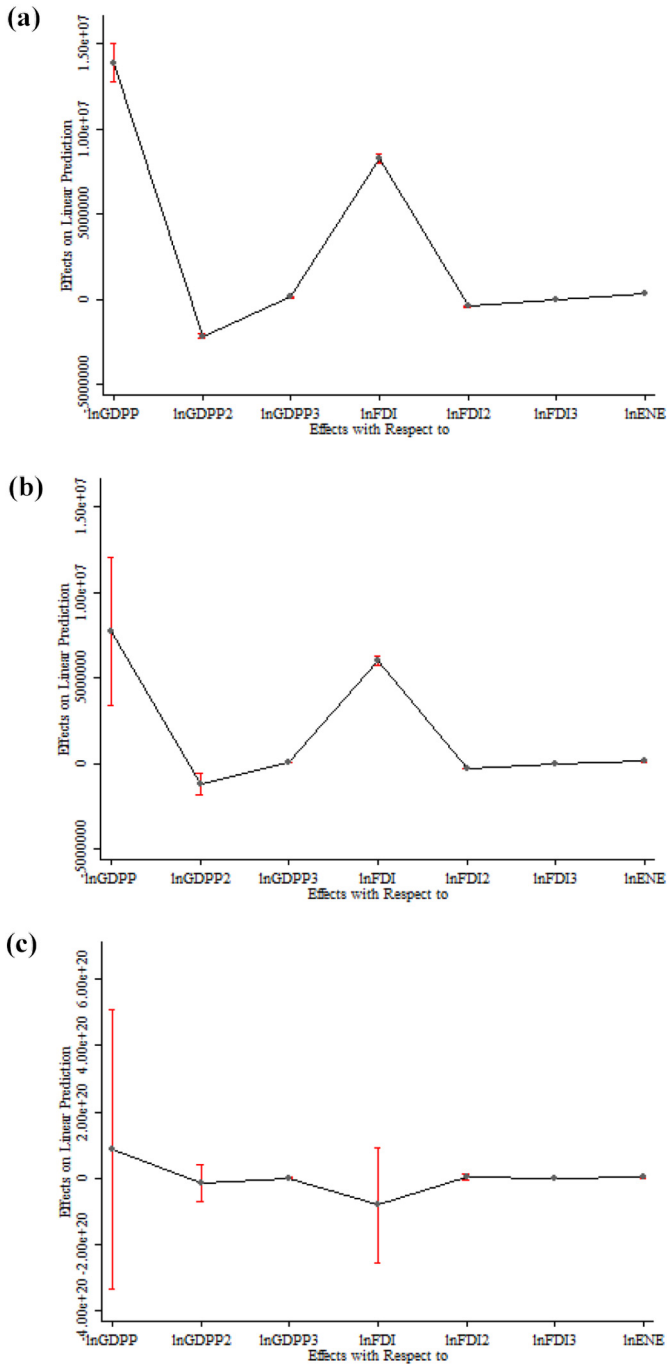 (a)
Effects on Linear Prediction
1.50e+07
1.00e+07
5000000
0
-5000000
lnGDPP lnGDPP2 lnGDPP3 lnFDI lnFDI2 lnFDI3 lnENE
Effects with Respect to
(b)
Effects on Linear Prediction
1.50e+07
1.00e+07
5000000
0
-5000000
lnGDPP lnGDPP2 lnGDPP3 lnFDI lnFDI2 lnFDI3 lnENE
Effects with Respect to
(c)
Effects on Linear Prediction
6.00e+20
4.00e+20
2.00e+20
0
-2.00e+20
-4.00e+20
lnGDPP lnGDPP2 lnGDPP3 lnFDI lnFDI2 lnFDI3 lnENE
Effects with Respect to